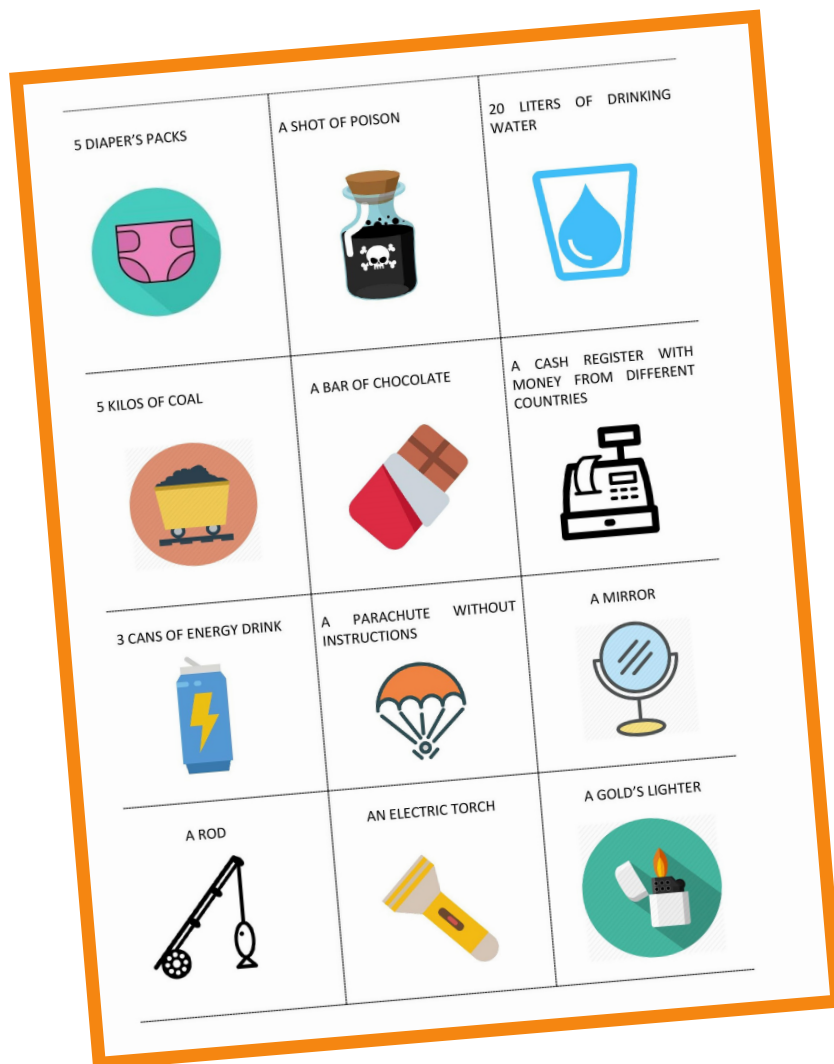 5 DIAPER'S PACKS
A SHOT OF POISON
20 LITERS OF DRINKING
WATER
5 KILOS OF COAL
A BAR OF CHOCOLATE
A CASH REGISTER WITH
MONEY FROM DIFFERENT
COUNTRIES
3 CANS OF ENERGY DRINK
A PARACHUTE WITHOUT
INSTRUCTIONS
A MIRROR
A ROD
AN ELECTRIC TORCH
A GOLD'S LIGHTER